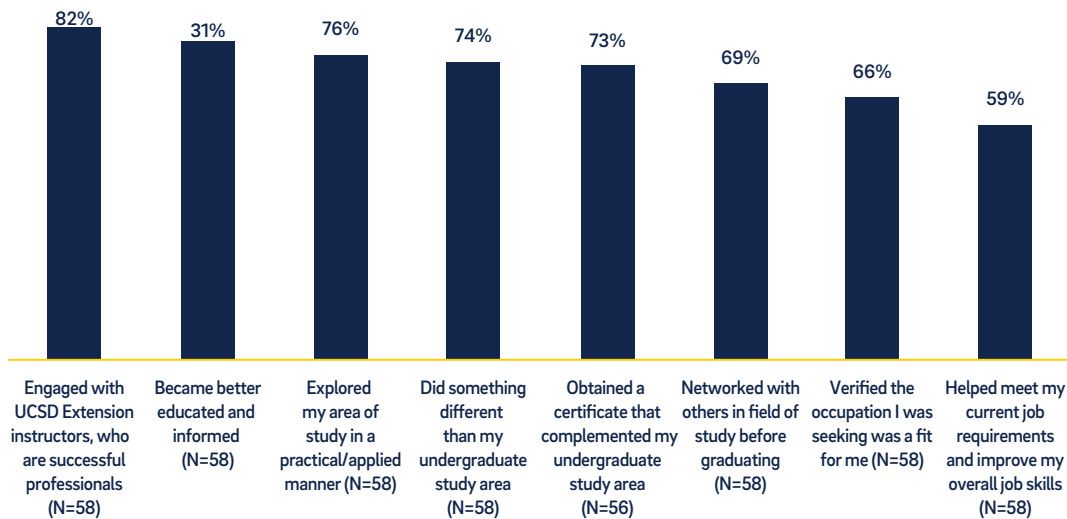 82%
31%
76%
74%
73%
69%
66%
59%
Engaged with
UCSD Extension
instructors, who
are successful
professionals
(N=58)
Became better
educated and
informed
(N=58)
Explored
my area of
study in a
practical/applied
manner (N=58)
Did something
different
than my
undergraduate
study area
(N=58)
Obtained a
certificate that
complemented my
undergraduate
study area
(N=56)
Networked with
others in field of
study before
graduating
(N=58)
Verified the
occupation I was
seeking was a fit
for me (N=58)
Helped meet my
current job
requirements
and improve my
overall job skills
(N=58)